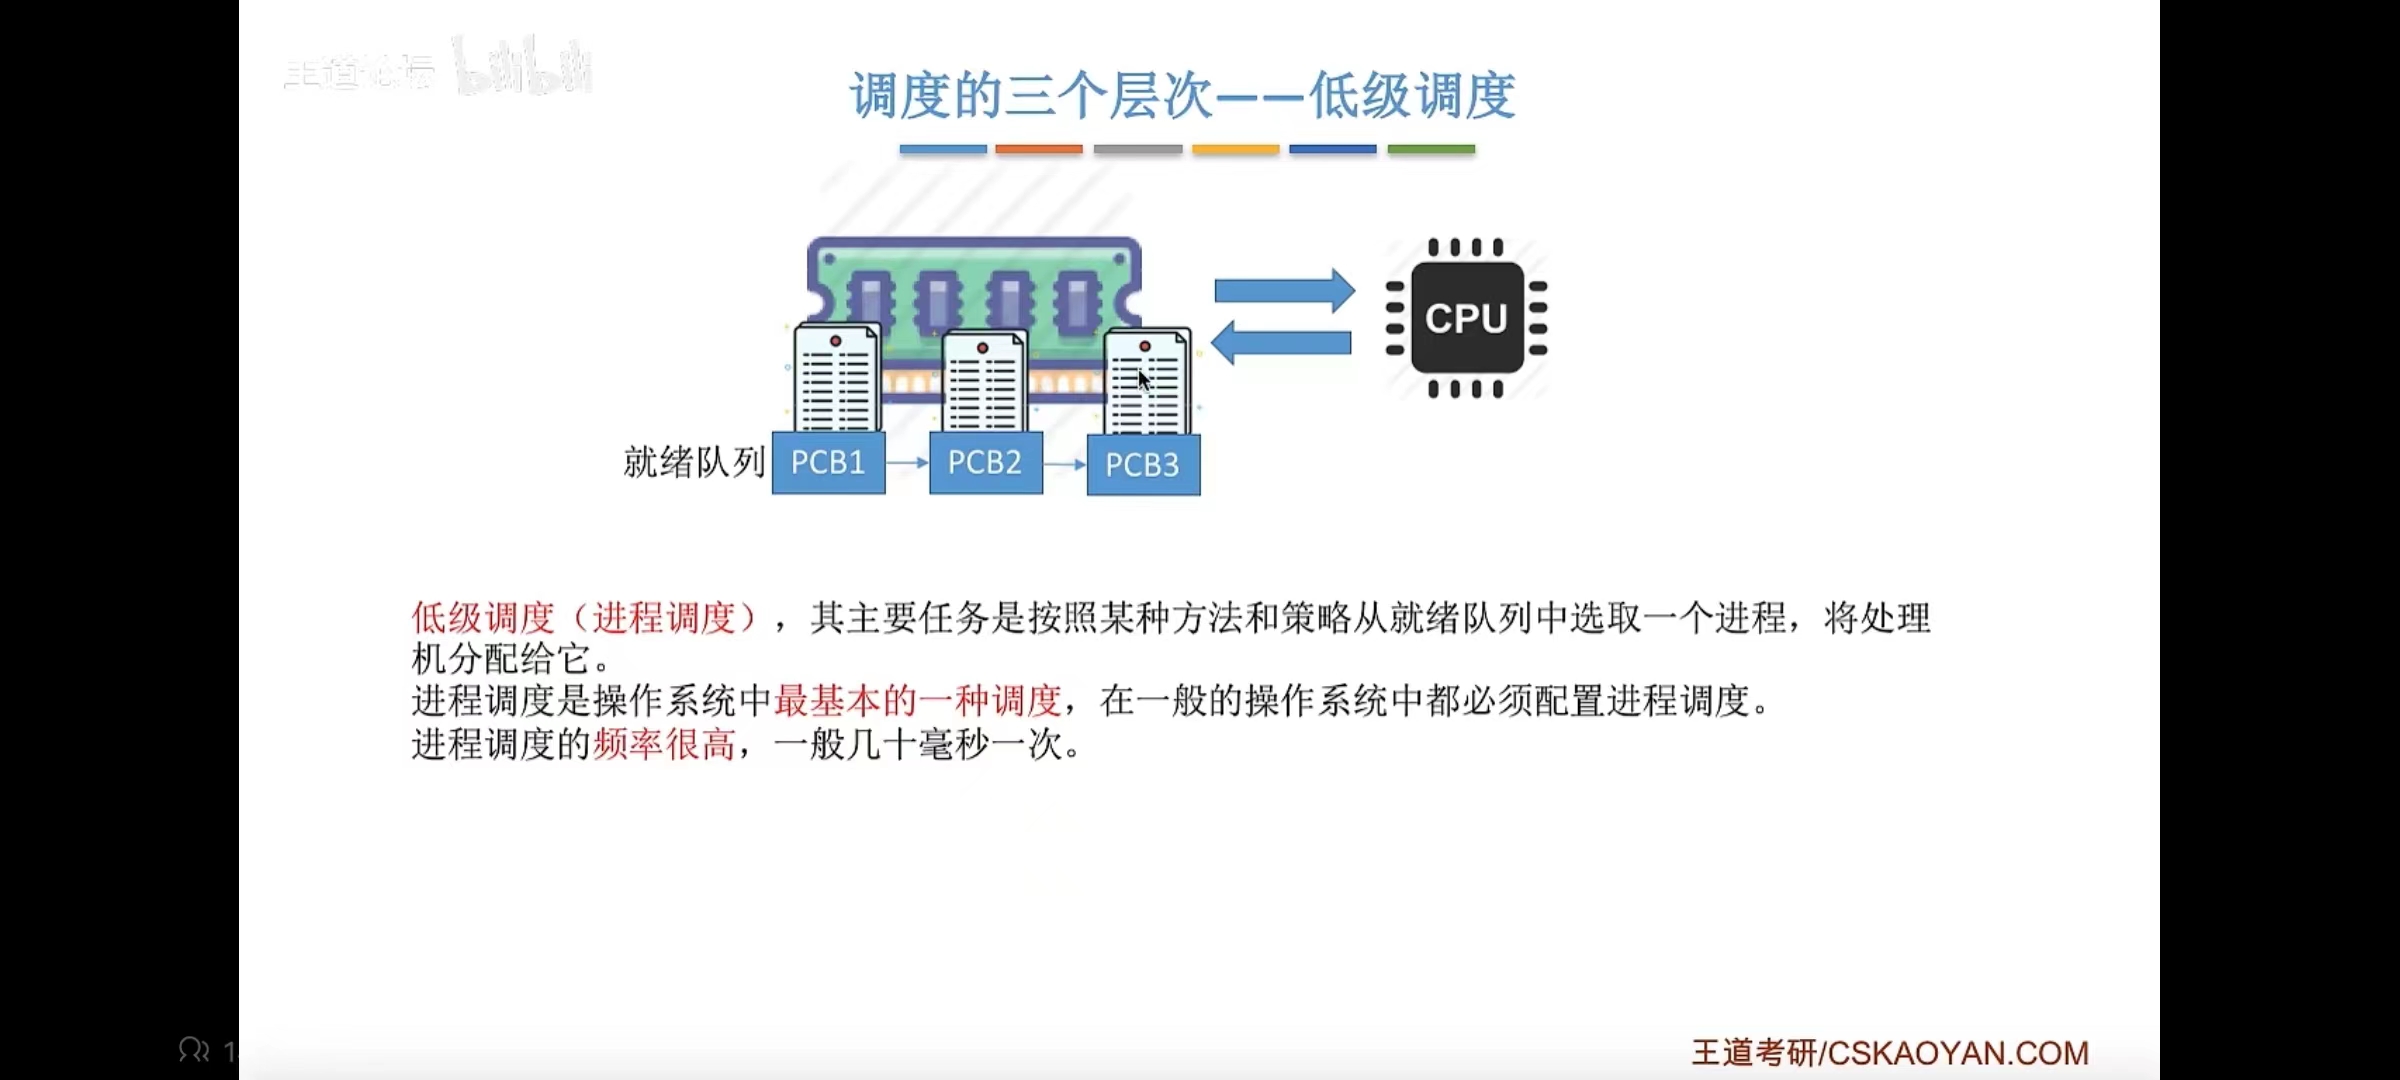 王道论坛 bilibili
调度的三个层次——低级调度
CPU
就绪队列 PCB1 PCB2 PCB3
低级调度（进程调度），其主要任务是按照某种方法和策略从就绪队列中选取一个进程，将处理
机分配给它。
进程调度是操作系统中最基本的一种调度，在一般的操作系统中都必须配置进程调度。
进程调度的频率很高，一般几十毫秒一次。
王道考研/CSKAOYAN.COM